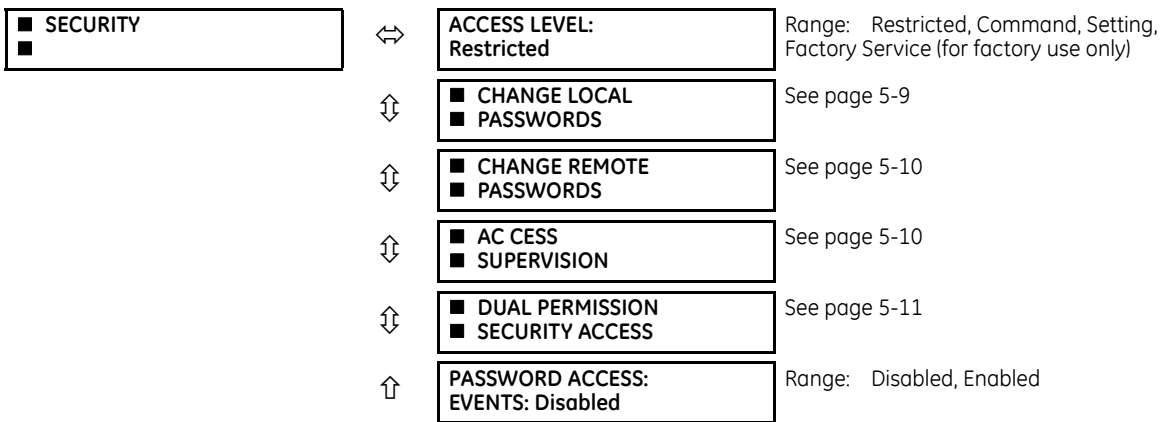 ■ SECURITY
■
ACCESS LEVEL:
Restricted
Range: Restricted, Command, Setting,
Factory Service (for factory use only)
■ CHANGE LOCAL
■ PASSWORDS
See page 5-9
■ CHANGE REMOTE
■ PASSWORDS
See page 5-10
■ AC CESS
■ SUPERVISION
See page 5-10
■ DUAL PERMISSION
■ SECURITY ACCESS
See page 5-11
PASSWORD ACCESS:
EVENTS: Disabled
Range: Disabled, Enabled